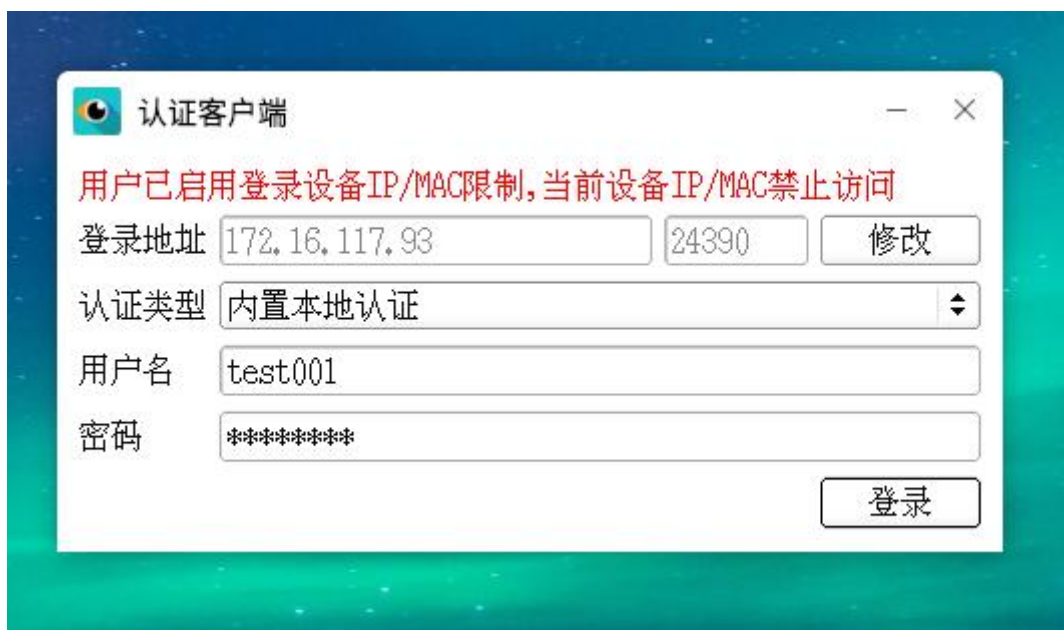 认证客户端
用户已启用登录设备IP/MAC限制,当前设备IP/MAC禁止访问
登录地址 172.16.117.93 24390 修改
认证类型 内置本地认证
用户名 test001
密码 ********
登录